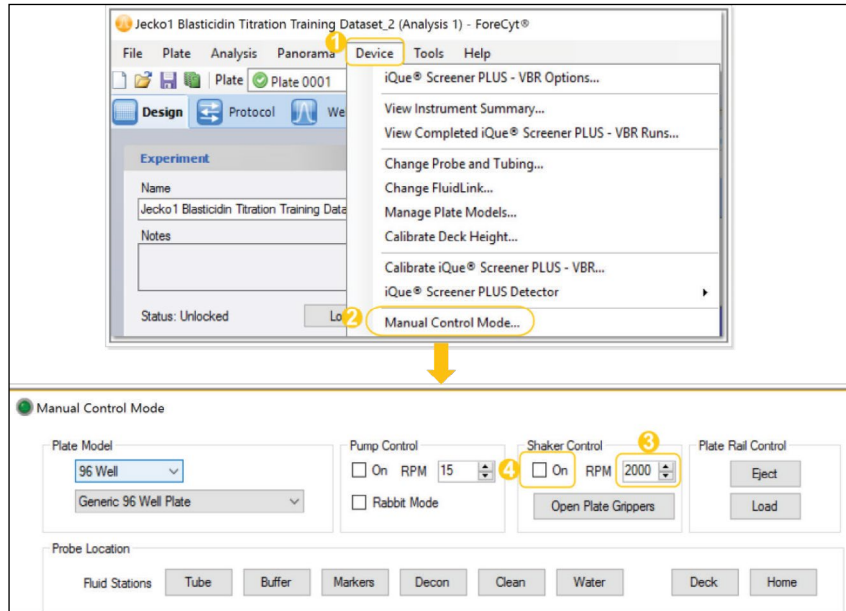 Jecko1 Blasticidin Titration Training Dataset_2 (Analysis 1) - ForeCyt®
1
File Plate Analysis Panorama Device Tools Help
Plate Plate 0001
Design Protocol We
iQue® Screener PLUS - VBR Options...
View Instrument Summary...
View Completed iQue® Screener PLUS - VBR Runs...
Change Probe and Tubing...
Change FluidLink...
Manage Plate Models...
Calibrate Deck Height...
Calibrate iQue® Screener PLUS - VBR...
iQue® Screener PLUS Detector
2 Manual Control Mode...
Experiment
Name
Jecko1 Blasticidin Titration Training Data
Notes
Status: Unlocked Lo
Manual Control Mode
Plate Model
96 Well
Generic 96 Well Plate
Pump Control
On RPM 15
Rabbit Mode
Shaker Control 3
4 On RPM 2000
Open Plate Grippers
Plate Rail Control
Eject
Load
Probe Location
Fluid Stations Tube Buffer Markers Decon Clean Water Deck Home